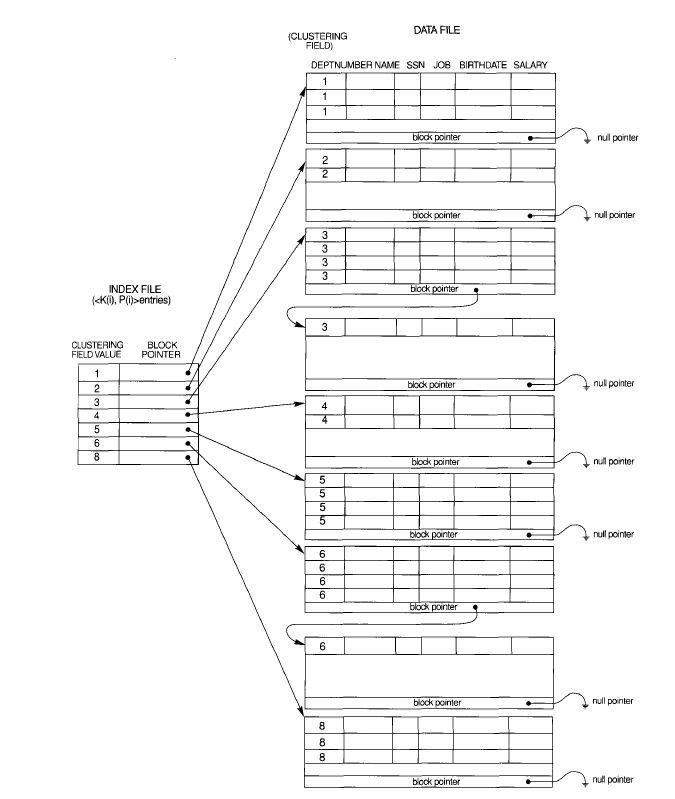 DATA FILE
(CLUSTERING
FIELD)
DEPTNUMBER NAME SSN JOB BIRTHDATE SALARY
1
1
1
block pointer
null pointer
2
2
block pointer
null pointer
3
3
3
3
block pointer
3
block pointer
null pointer
4
4
block pointer
null pointer
5
5
5
5
block pointer
null pointer
6
6
6
6
block pointer
6
block pointer
null pointer
8
8
8
block pointer
null pointer
INDEX FILE
(<K(i), P(i)>entries)
CLUSTERING
FIELD VALUE
BLOCK
POINTER
1
2
3
4
5
6
8